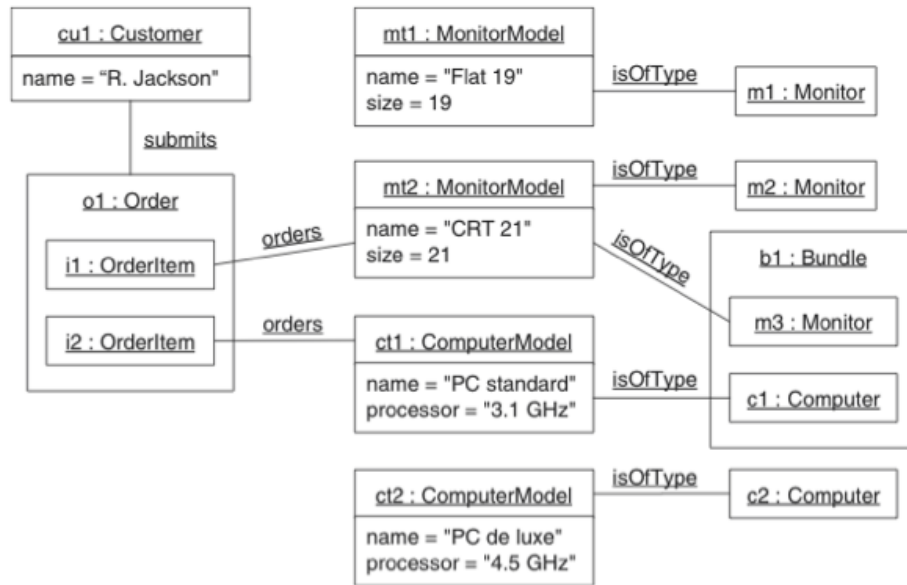 cu1 : Customer
name = “R. Jackson"
submits
o1 : Order
i1 : OrderItem
i2 : OrderItem
orders
orders
mt1 : MonitorModel
name = "Flat 19"
size = 19
isOfType
m1 : Monitor
mt2 : MonitorModel
name = "CRT 21"
size = 21
isOfType
m2 : Monitor
isOfType
b1 : Bundle
m3 : Monitor
ct1 : ComputerModel
name = "PC standard"
processor = "3.1 GHz"
isOfType
c1 : Computer
ct2 : ComputerModel
name = "PC de luxe"
processor = "4.5 GHz"
isOfType
c2 : Computer